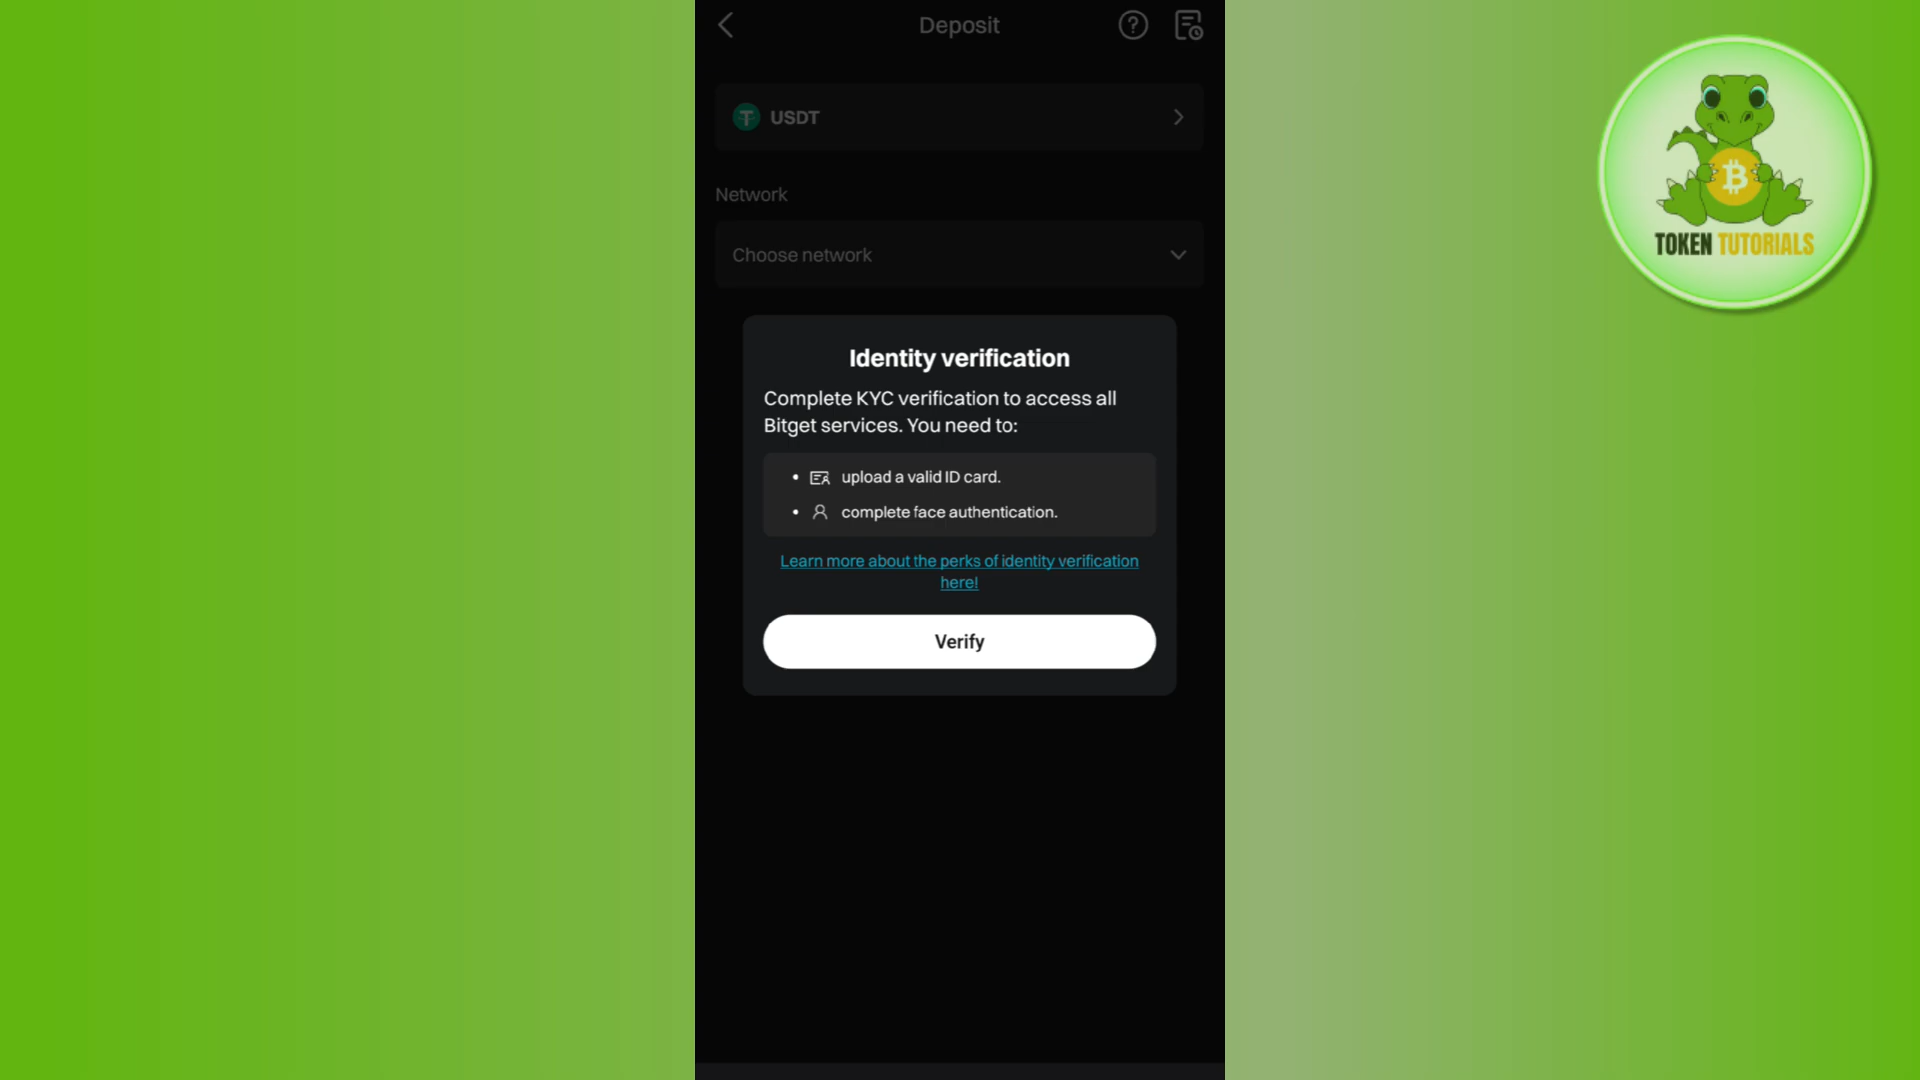 Deposit
USDT
Network
Choose network
Identity verification
Complete KYC verification to access all
Bitget services. You need to:
• upload a valid ID card.
• complete face authentication.
Learn more about the perks of identity verification
here!
Verify
TOKEN TUTORIALS